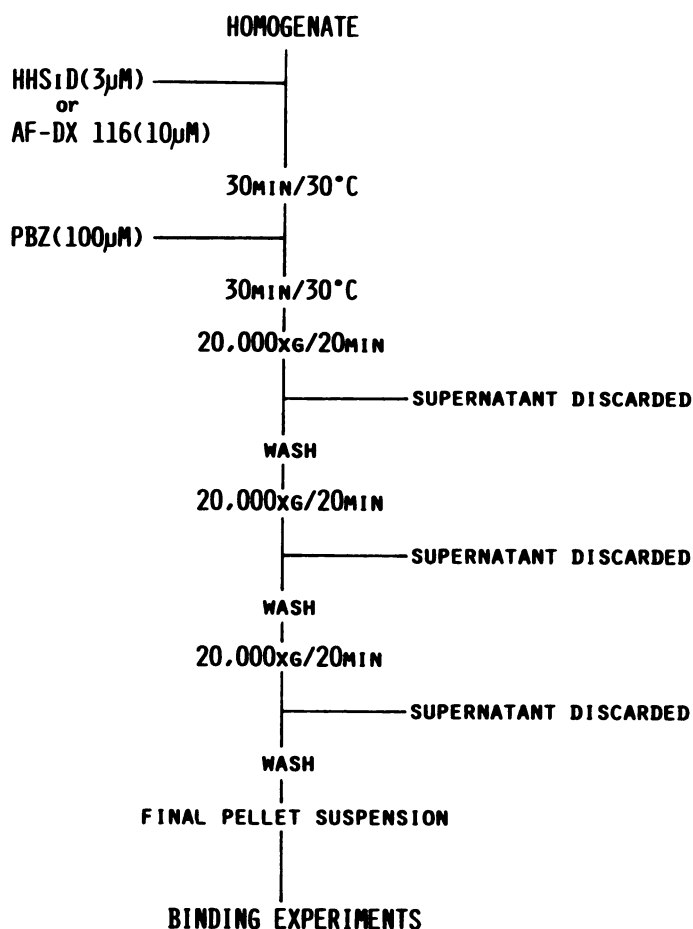 HOMOGENATE
HHSiD(3µM)
or
AF-DX 116(10µM)
30MIN/30°C
PBZ(100µM)
30MIN/30°C
20,000XG/20MIN
SUPERNATANT DISCARDED
WASH
20,000XG/20MIN
SUPERNATANT DISCARDED
WASH
20,000XG/20MIN
SUPERNATANT DISCARDED
WASH
FINAL PELLET SUSPENSION
BINDING EXPERIMENTS